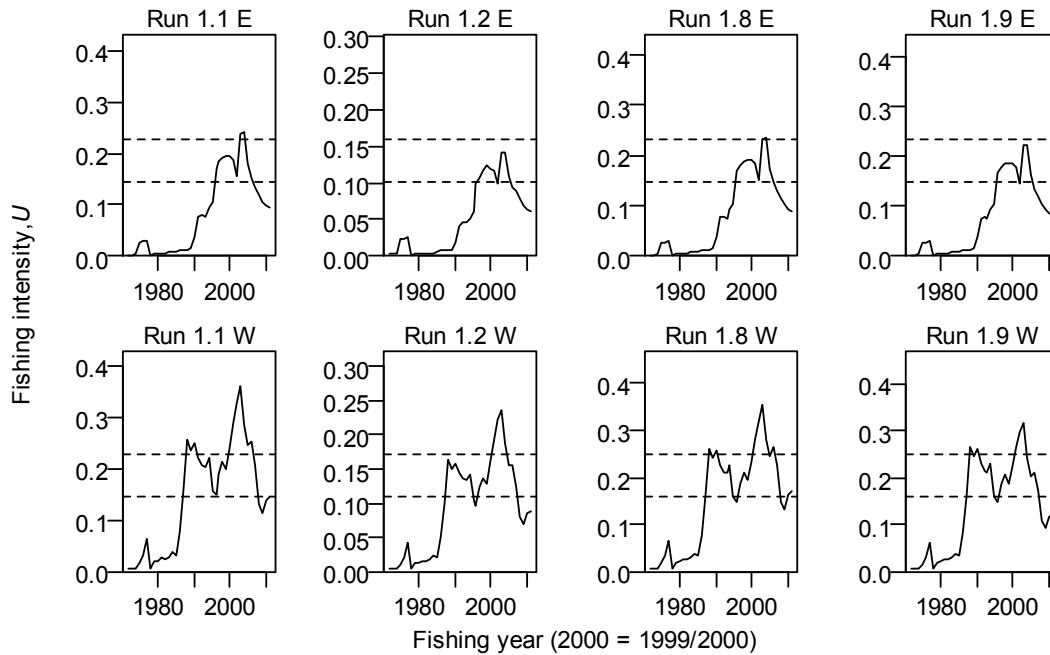 Run 1.1 E Run 1.2 E Run 1.8 E Run 1.9 E
0.4 0.30 0.4 0.4
0.25
0.3 0.3 0.3
0.20
0.2 0.15 0.2 0.2
0.10
0.1 0.1 0.1
0.05
0.0 0.00 0.0 0.0
1980 2000 1980 2000 1980 2000 1980 2000
Fishing intensity, U
Run 1.1 W Run 1.2 W Run 1.8 W Run 1.9 W
0.4 0.30 0.4 0.4
0.25
0.3 0.3 0.3
0.20
0.2 0.15 0.2 0.2
0.10
0.1 0.1 0.1
0.05
0.0 0.00 0.0 0.0
1980 2000 1980 2000 1980 2000 1980 2000
Fishing year (2000 = 1999/2000)